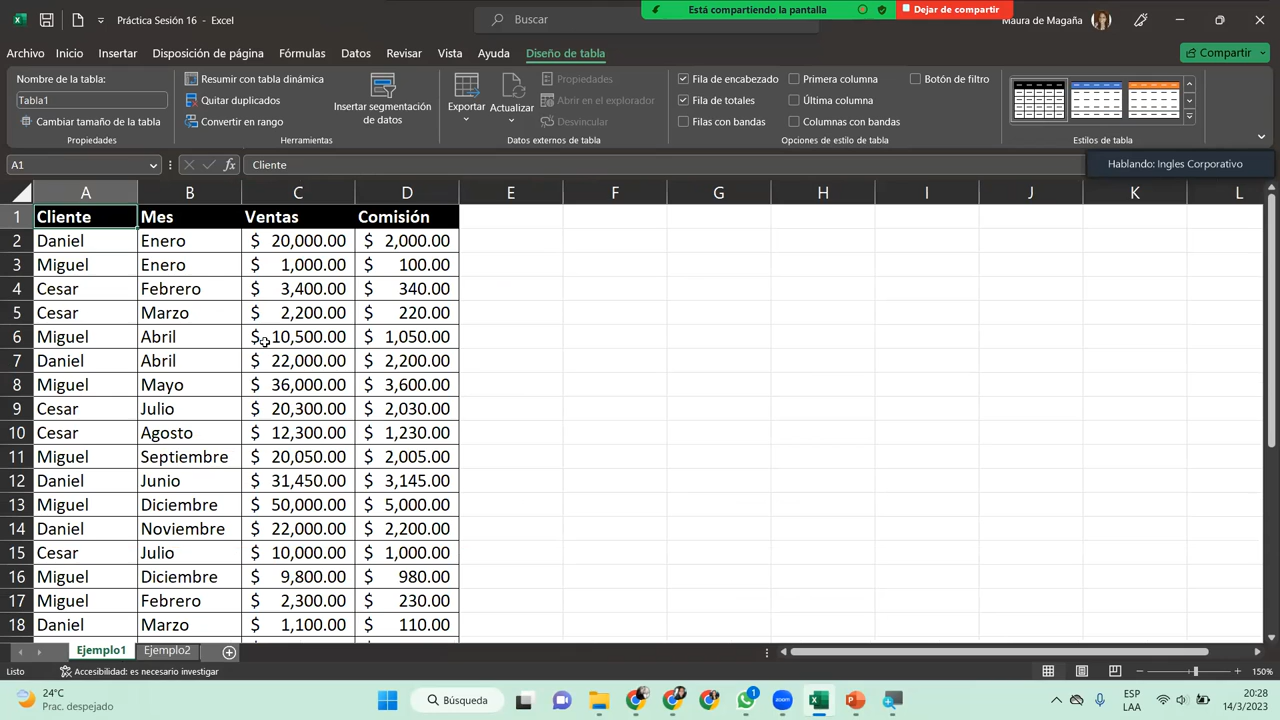 Práctica Sesión 16 - Excel
Buscar
Está compartiendo la pantalla
Dejar de compartir
Maura de Magaña
Archivo Inicio Insertar Disposición de página Fórmulas Datos Revisar Vista Ayuda Diseño de tabla
Compartir
Nombre de la tabla:
Tabla1
Cambiar tamaño de la tabla
Propiedades
Resumir con tabla dinámica
Quitar duplicados
Convertir en rango
Insertar segmentación
de datos
Herramientas
Exportar
Actualizar
Propiedades
Abrir en el explorador
Desvincular
Datos externos de tabla
Fila de encabezado
Fila de totales
Filas con bandas
Primera columna
Última columna
Columnas con bandas
Botón de filtro
Opciones de estilo de tabla
Estilos de tabla
A1
fx
Cliente
Hablando: Ingles Corporativo
A B C D E F G H I J K L
1 Cliente Mes Ventas Comisión
2 Daniel Enero $ 20,000.00 $ 2,000.00
3 Miguel Enero $ 1,000.00 $ 100.00
4 Cesar Febrero $ 3,400.00 $ 340.00
5 Cesar Marzo $ 2,200.00 $ 220.00
6 Miguel Abril $ 10,500.00 $ 1,050.00
7 Daniel Abril $ 22,000.00 $ 2,200.00
8 Miguel Mayo $ 36,000.00 $ 3,600.00
9 Cesar Julio $ 20,300.00 $ 2,030.00
10 Cesar Agosto $ 12,300.00 $ 1,230.00
11 Miguel Septiembre $ 20,050.00 $ 2,005.00
12 Daniel Junio $ 31,450.00 $ 3,145.00
13 Miguel Diciembre $ 50,000.00 $ 5,000.00
14 Daniel Noviembre $ 22,000.00 $ 2,200.00
15 Cesar Julio $ 10,000.00 $ 1,000.00
16 Miguel Diciembre $ 9,800.00 $ 980.00
17 Miguel Febrero $ 2,300.00 $ 230.00
18 Daniel Marzo $ 1,100.00 $ 110.00
Ejemplo1 Ejemplo2
Listo
Accesibilidad: es necesario investigar
150%
24°C
Prac. despejado
Búsqueda
1
ESP
LAA
20:28
14/3/2023